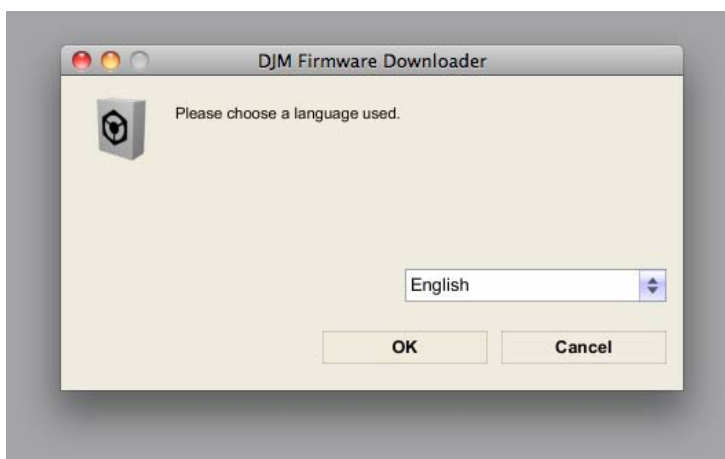 DJM Firmware Downloader
Please choose a language used.
English
OK
Cancel